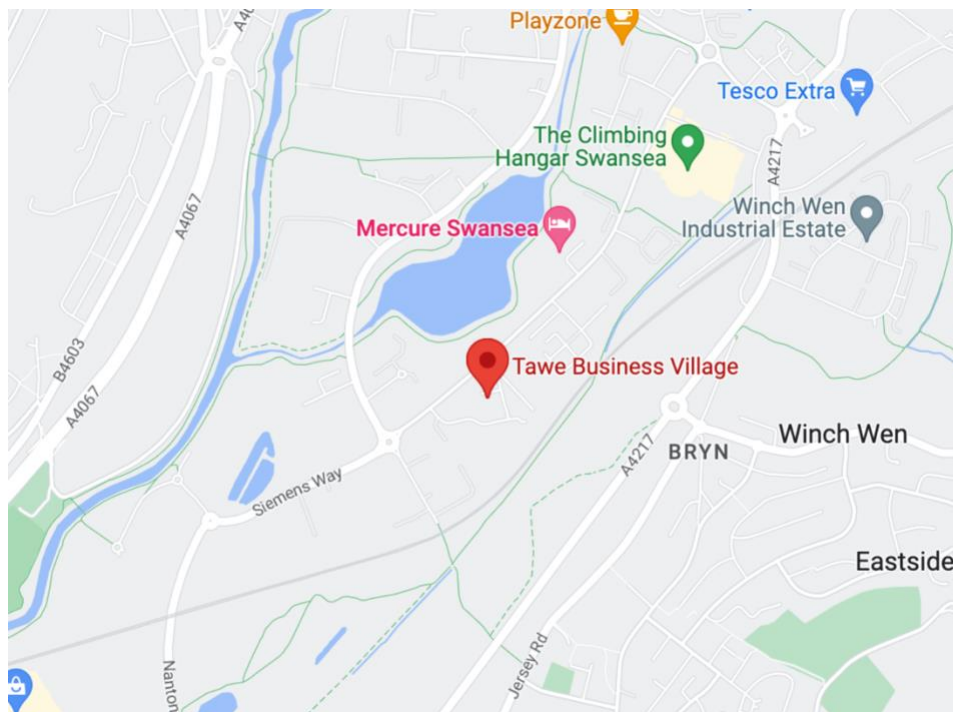 Playzone
A40
Tesco Extra
The Climbing
Hangar Swansea
A4217
A4067
Mercure Swansea
Winch Wen
Industrial Estate
B4603
Tawe Business Village
A4067
Winch Wen
BRYN
A4217
Siemens Way
Eastside
Jersey Rd
Nanton